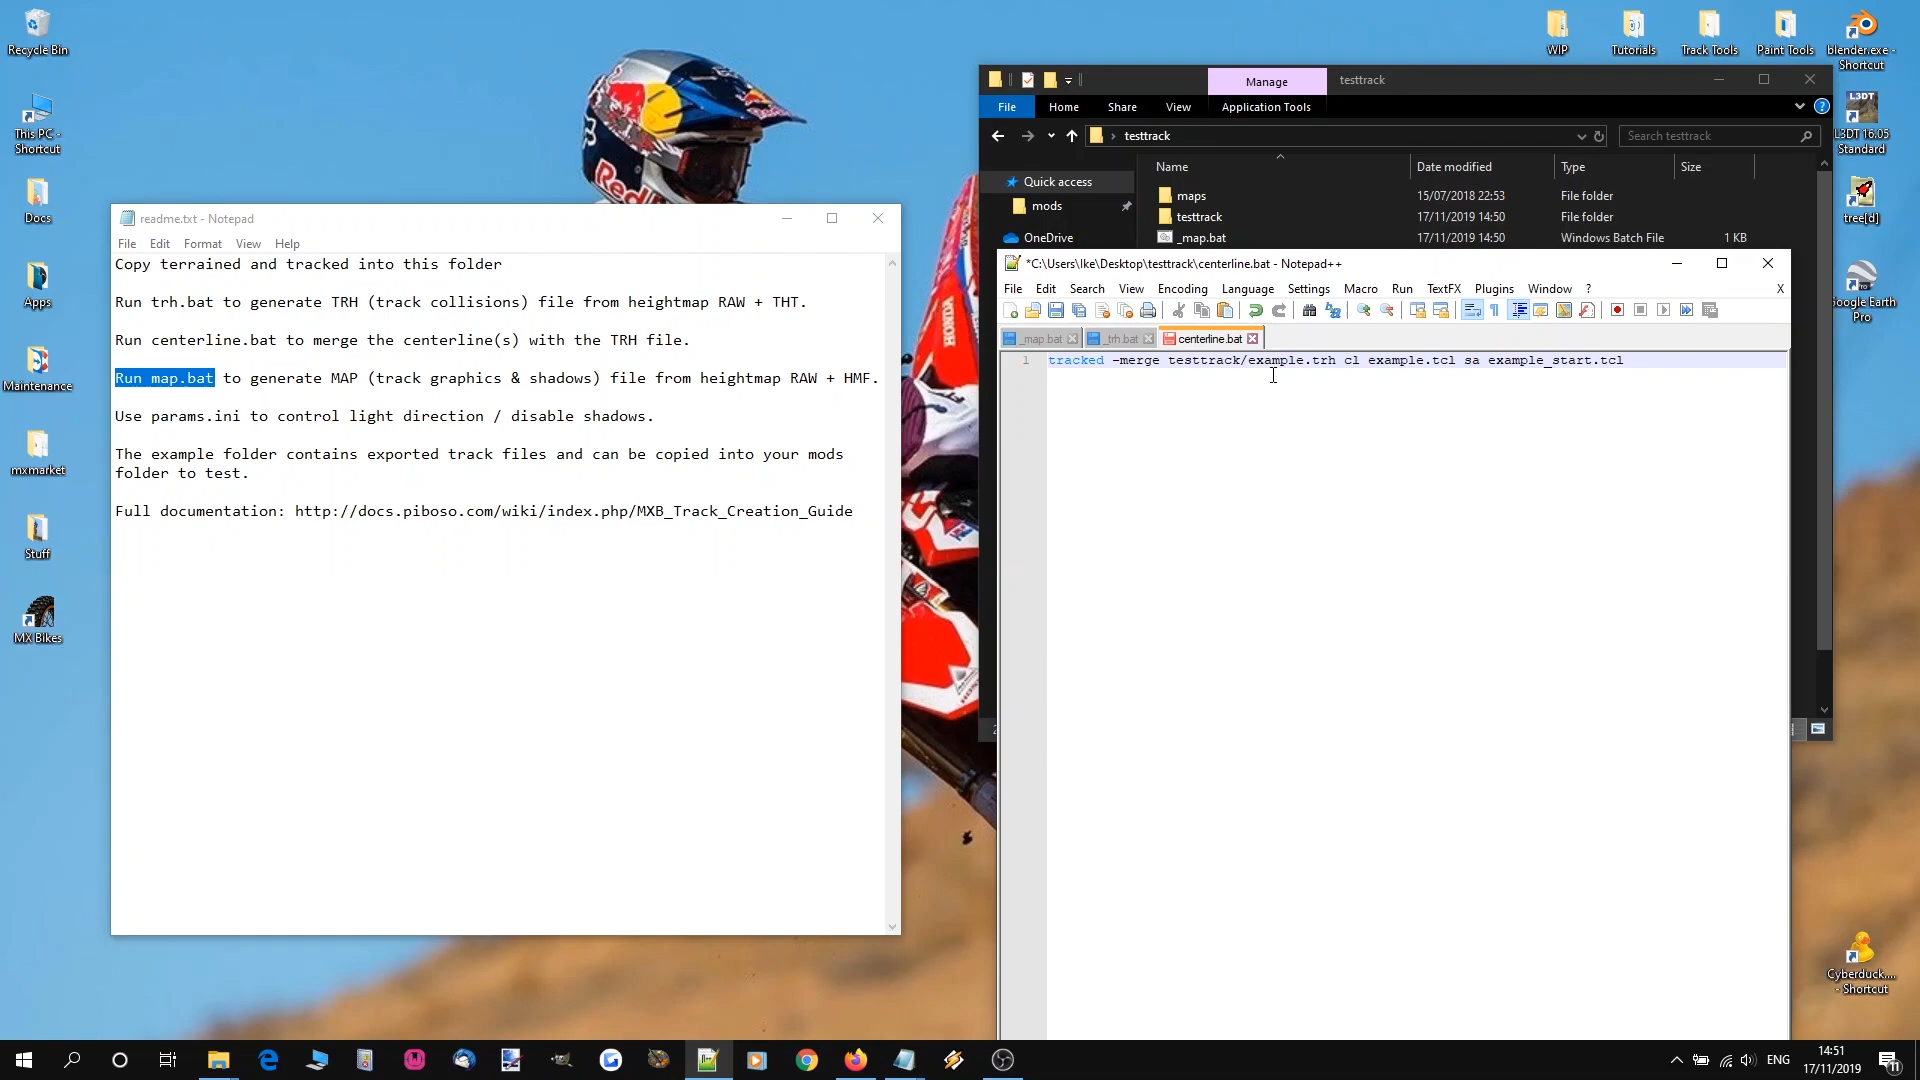 Recycle Bin
This PC -
Shortcut
Docs
Apps
Maintenance
mxmarket
Stuff
MX Bikes
WIP
Tutorials
Track Tools
Paint Tools
blender.exe -
Shortcut
L3DT
L3DT 16.05
Standard
tree[d]
Google Earth
Pro
Cyberduck....
- Shortcut
Red
readme.txt - Notepad
File Edit Format View Help
Copy terrained and tracked into this folder
Run trh.bat to generate TRH (track collisions) file from heightmap RAW + THT.
Run centerline.bat to merge the centerline(s) with the TRH file.
Run map.bat to generate MAP (track graphics & shadows) file from heightmap RAW + HMF.
Use params.ini to control light direction / disable shadows.
The example folder contains exported track files and can be copied into your mods
folder to test.
Full documentation: http://docs.piboso.com/wiki/index.php/MXB_Track_Creation_Guide
Manage testtrack
File Home Share View Application Tools
testtrack
Search testtrack
Name Date modified Type Size
Quick access
mods
OneDrive
maps 15/07/2018 22:53 File folder
testtrack 17/11/2019 14:50 File folder
_map.bat 17/11/2019 14:50 Windows Batch File 1 KB
*C:\Users\Ike\Desktop\testtrack\centerline.bat - Notepad++
File Edit Search View Encoding Language Settings Macro Run TextFX Plugins Window ? X
_map.bat _trh.bat centerline.bat
1 tracked -merge testtrack/example.trh cl example.tcl sa example_start.tcl
ENG
14:51
17/11/2019
11